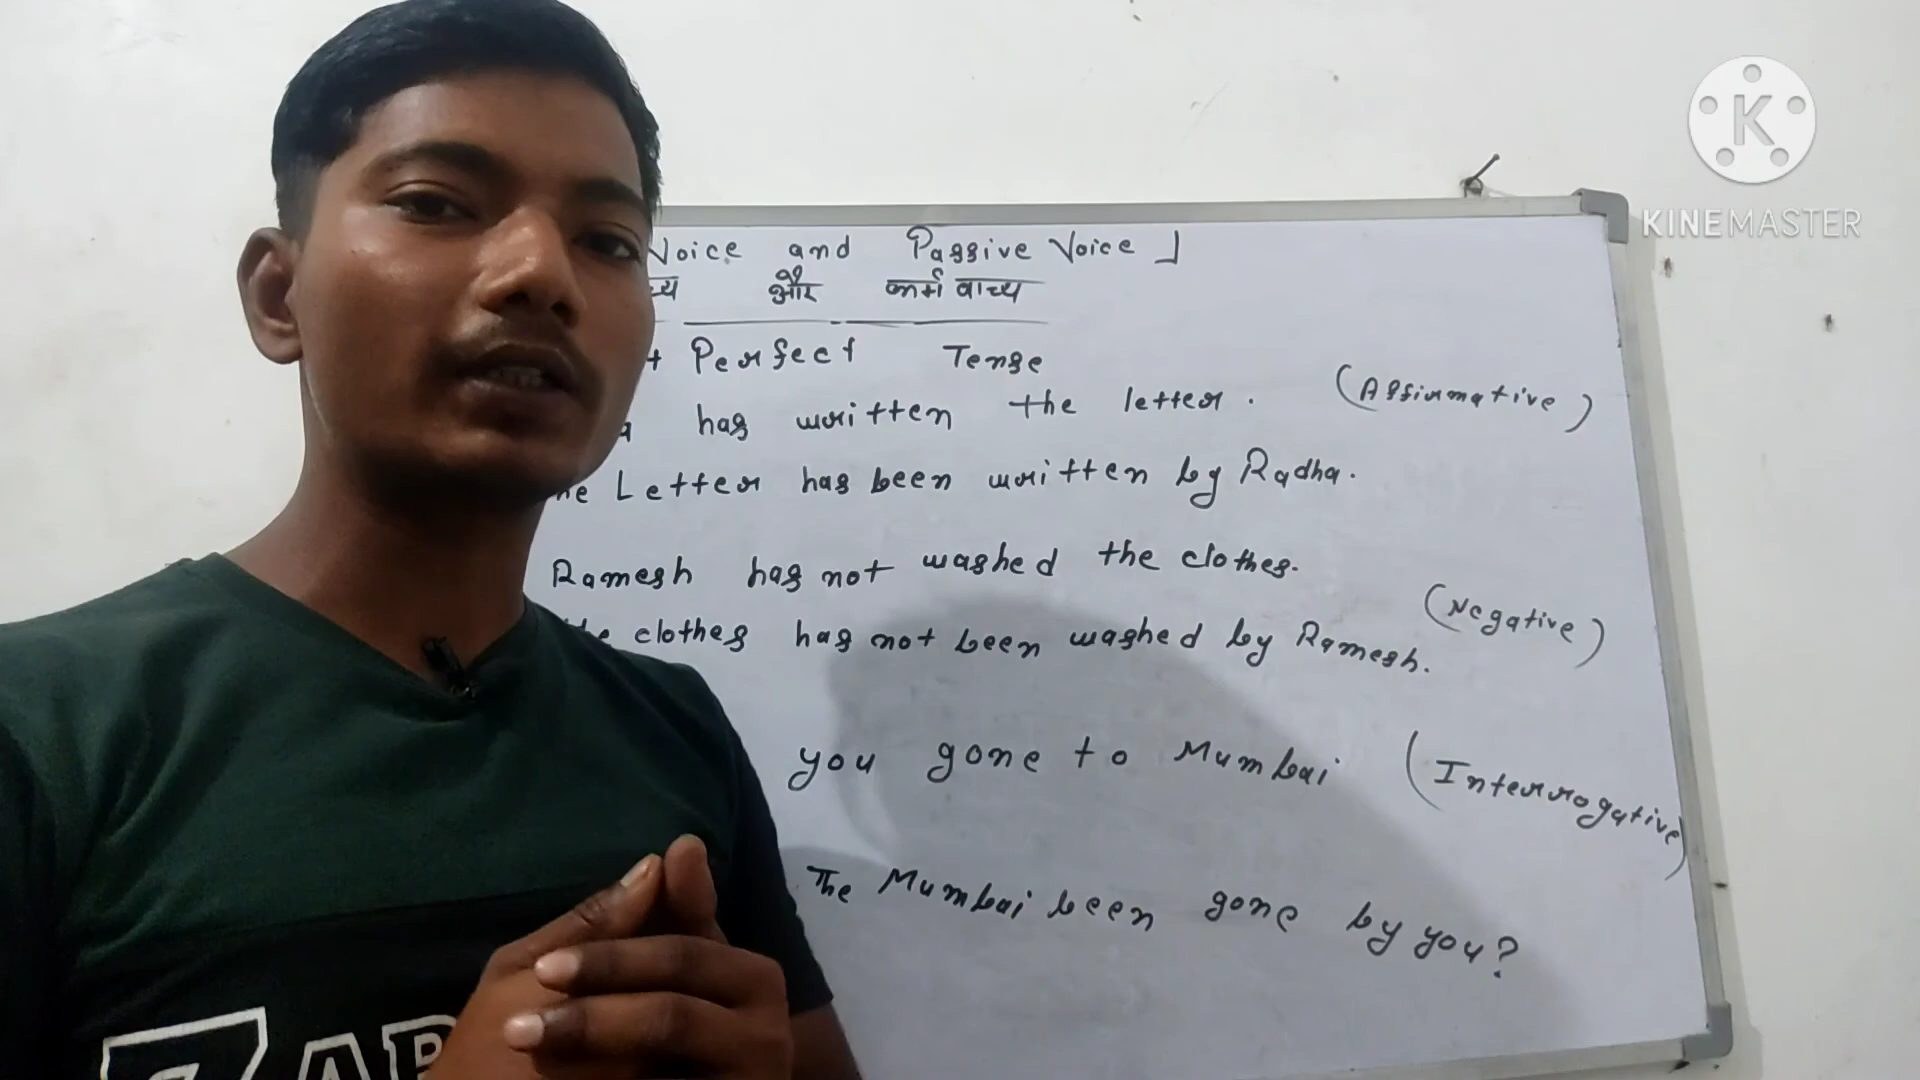 Voice and Passive Voice
और कर्म वाच्य
Perfect Tense
has written the letter. (Affirmative)
Letter has been written by Radha.
Ramesh has not washed the clothes.
(Negative)
clothes has not been washed by Ramesh.
you gone to Mumbai (Interrogative)
The Mumbai been gone by you?
K
KINEMASTER